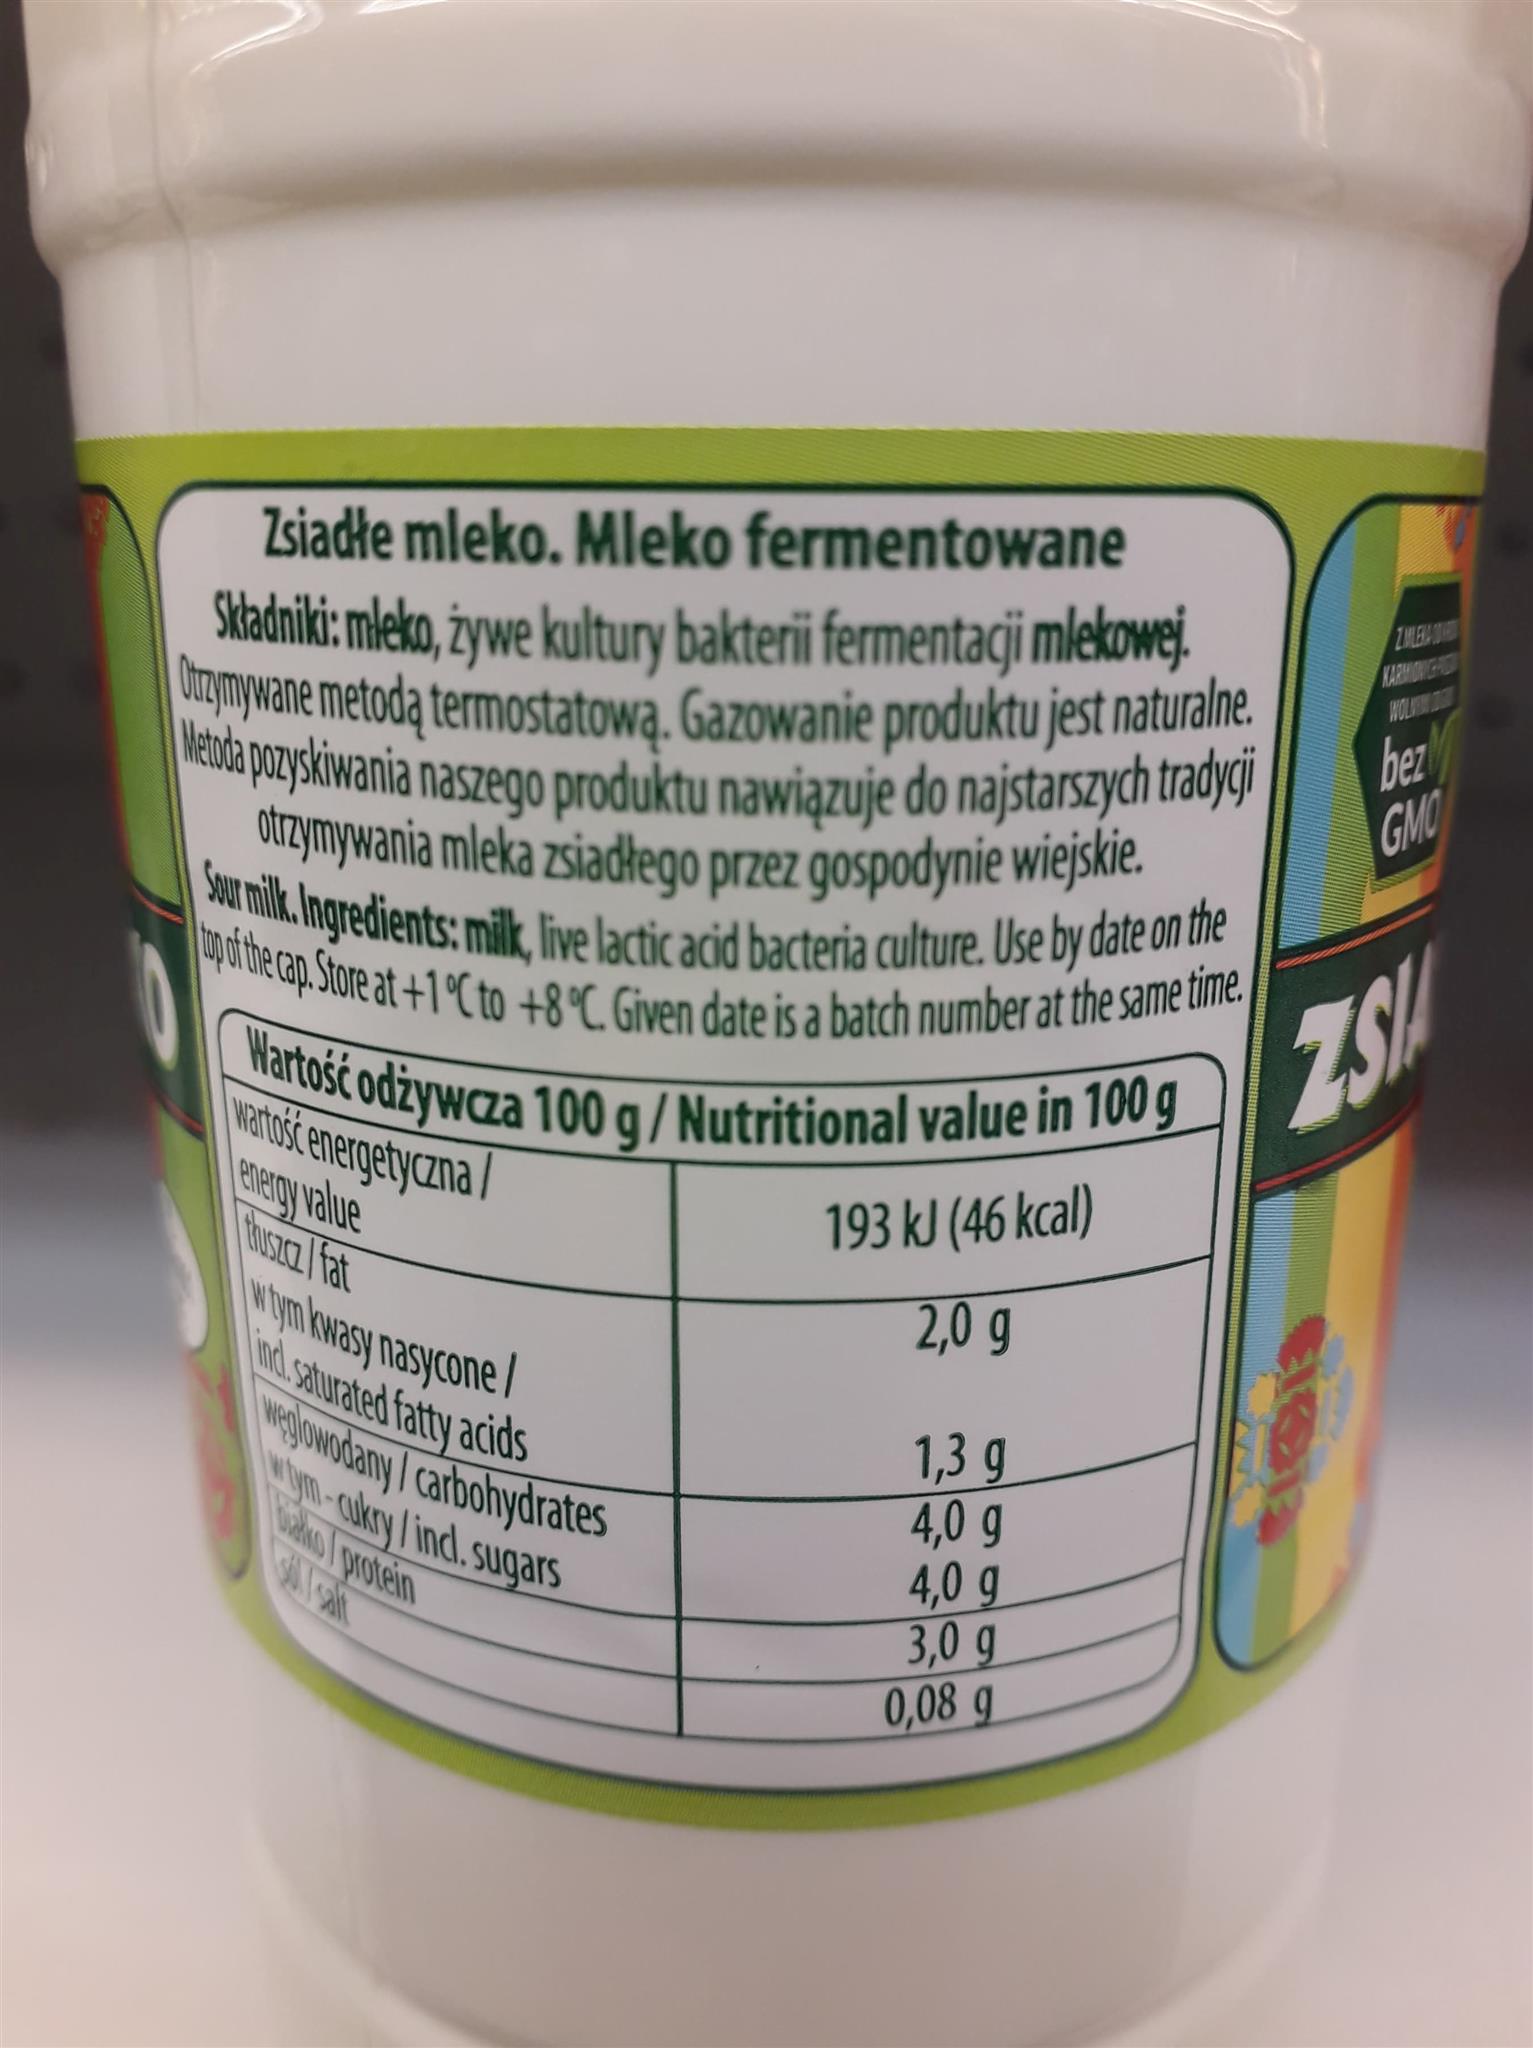 Zsiadłe mleko. Mleko fermentowane
Składniki: mleko, żywe kultury bakterii fermentacji mlekowej.
Otrzymywane metodą termostatową. Gazowanie produktu jest naturalne.
Metoda pozyskiwania naszego produktu nawiązuje do najstarszych tradycji
otrzymywania mleka zsiadłego przez gospodynie wiejskie.
Sour milk. Ingredients: milk, live lactic acid bacteria culture. Use by date on the
top of the cap. Store at +1 °C to +8 °C. Given date is a batch number at the same time.
Wartość odżywcza 100 g / Nutritional value in 100 g
wartość energetyczna /
energy value
193 kJ (46 kcal)
tłuszcz / fat
2,0 g
w tym kwasy nasycone /
incl. saturated fatty acids
1,3 g
węglowodany / carbohydrates
4,0 g
w tym - cukry / incl. sugars
4,0 g
białko / protein
3,0 g
sól / salt
0,08 g
Z MLEKA
bez
GMO
ZSIA